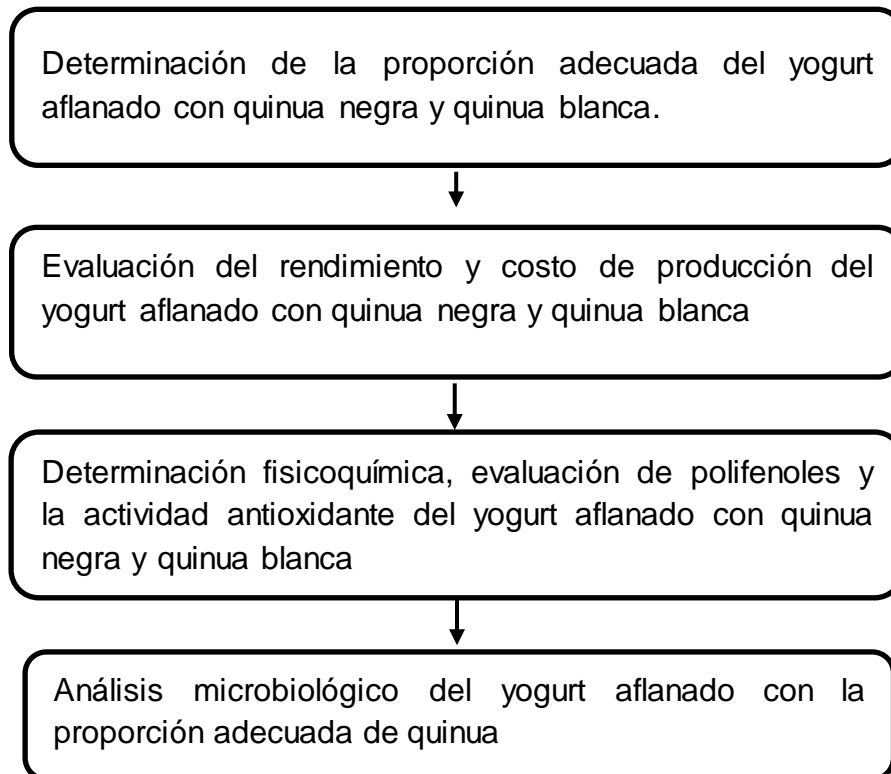 Determinación de la proporción adecuada del yogurt
aflanado con quinua negra y quinua blanca.
Evaluación del rendimiento y costo de producción del
yogurt aflanado con quinua negra y quinua blanca
Determinación fisicoquímica, evaluación de polifenoles y
la actividad antioxidante del yogurt aflanado con quinua
negra y quinua blanca
Análisis microbiológico del yogurt aflanado con la
proporción adecuada de quinua